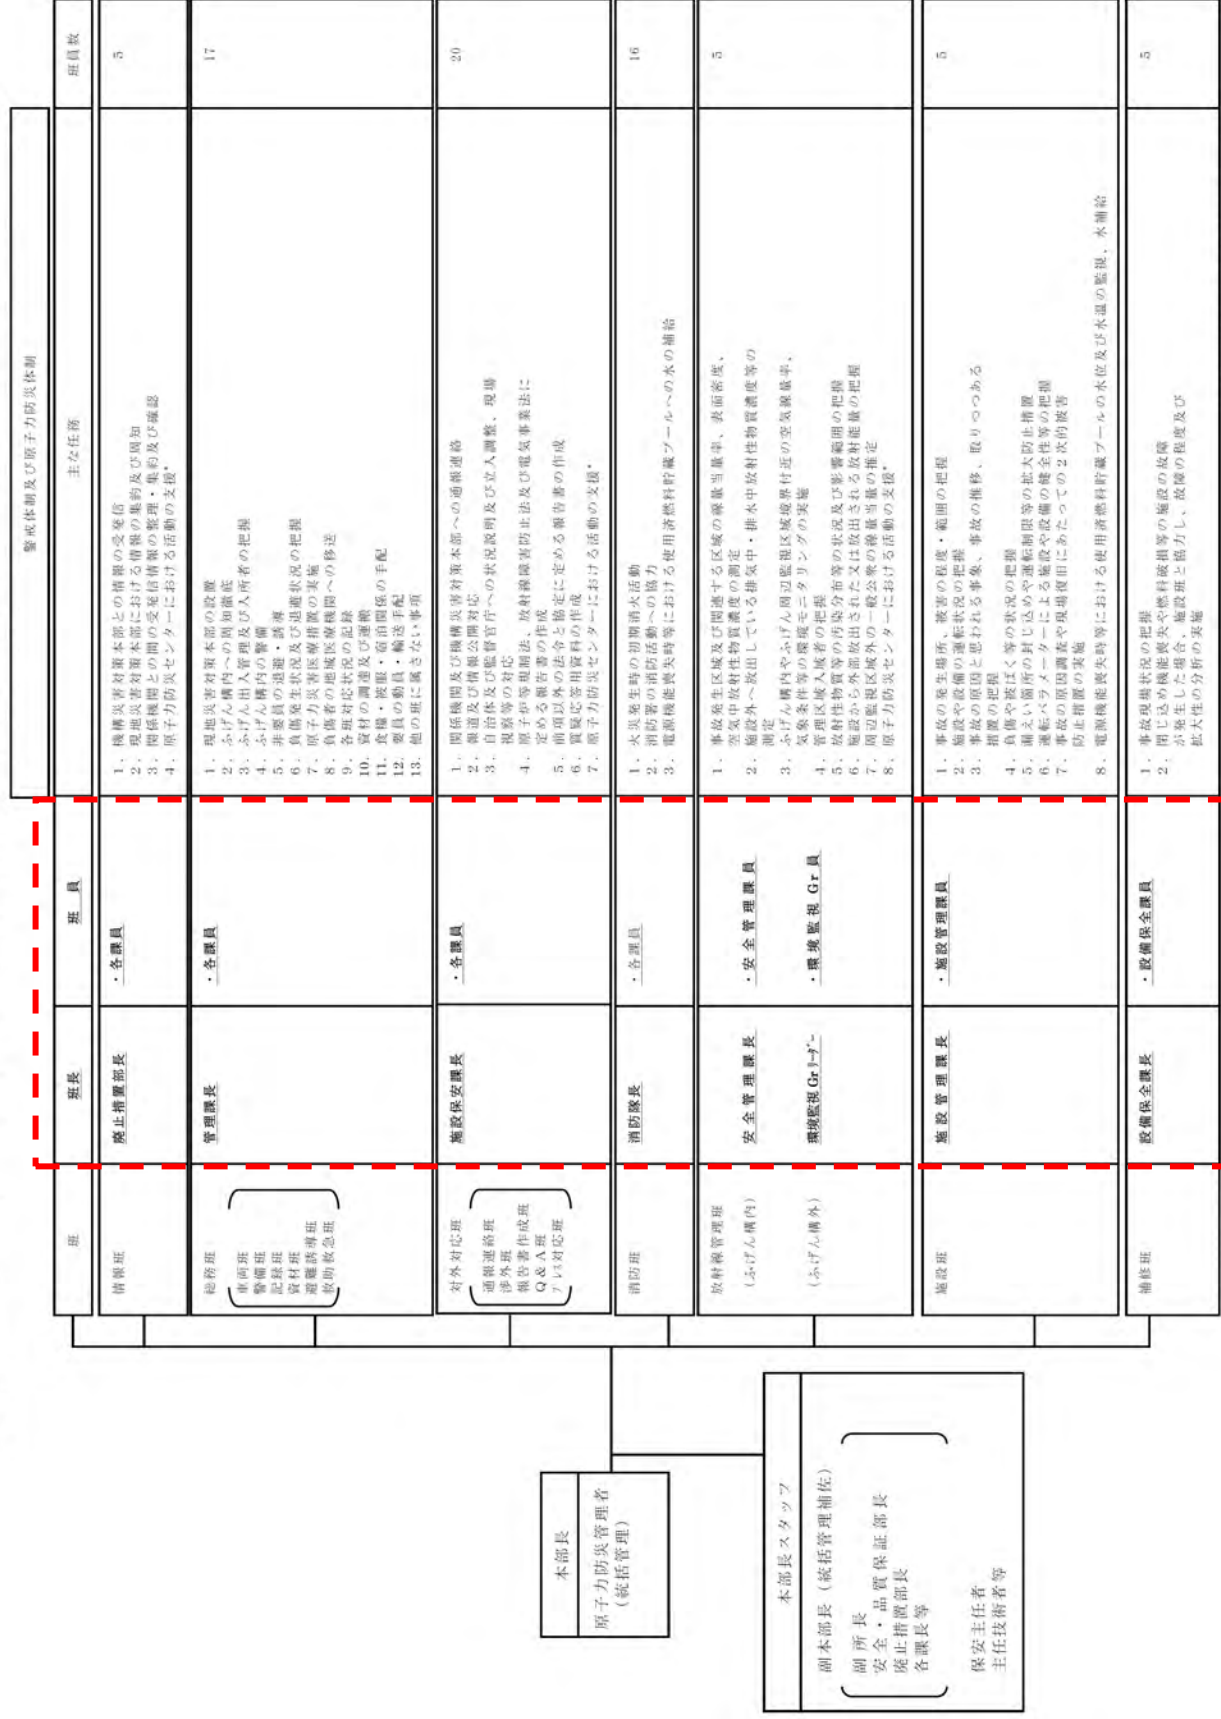 警戒体制及び原子力防災体制
班
班長
班員
主な任務
班員数
本部長
原子力防災管理者
(統括管理)
本部長スタッフ
副本部長（統括管理補佐）
副所長
安全・品質保証部長
廃止措置部長
各課長等
保安主任者
主任技術者等
情報班
廃止措置部長
・各課員
1. 機構災害対策本部との情報の受発信
2. 現地災害対策本部における情報の集約及び周知
3. 関係機関との間の受発信情報の整理・集約及び確認
4. 原子力防災センターにおける活動の支援*
5
総務班
車両班
警備班
記録班
資材班
避難誘導班
救助救急班
管理課長
・各課員
1. 現地災害対策本部の設置
2. ふげん構内への周知徹底
3. ふげん出入管理及び入所者の把握
4. ふげん構内の警備
5. 非要員の退避・誘導
6. 負傷発生状況及び退避状況の把握
7. 原子力災害医療措置の実施
8. 負傷者の地域医療機関への移送
9. 各班対応状況の記録
10. 資材の調達及び運搬
11. 食糧・被服・宿泊関係の手配
12. 要員の動員・輸送手配
13. 他の班に属さない事項
17
対外対応班
通報連絡班
渉外班
報告書作成班
Q&A班
プレス対応班
施設保安課長
・各課員
1. 関係機関及び機構災害対策本部への通報連絡
2. 報道及び情報公開対応
3. 自治体及び監督官庁への状況説明及び立入調整、現場
視察等の対応
4. 原子炉等規制法、放射線障害防止法及び電気事業法に
定める報告書の作成
5. 前項以外の法令と協定に定める報告書の作成
6. 質疑応答用資料の作成
7. 原子力防災センターにおける活動の支援*
20
消防班
消防隊長
・各課員
1. 火災発生時の初期消火活動
2. 消防署の消防活動への協力
3. 電源機能喪失時等における使用済燃料貯蔵プールへの水の補給
16
放射線管理班
(ふげん構内)
(ふげん構外)
安全管理課長
環境監視Grリーダー
・安全管理課員
・環境監視Gr員
1. 事故発生区域及び関連する区域の線量当量率、表面密度、
空気中放射性物質濃度の測定
2. 施設外へ放出している排気中・排水中放射性物質濃度等の
測定
3. ふげん構内やふげん周辺監視区域境界付近の空気線量率、
気象条件等の環境モニタリングの実施
4. 管理区域入域者の把握
5. 放射性物質等の汚染分布等の状況及び影響範囲の把握
6. 施設から外部放出された又は放出される放射能量の把握
7. 周辺監視区域外の一般公衆の線量当量の推定
8. 原子力防災センターにおける活動の支援*
5
施設班
施設管理課長
・施設管理課員
1. 事故の発生場所、被害の程度・範囲の把握
2. 施設や設備の運転状況の把握
3. 事故の原因と思われる事象、事故の推移、取りつつある
措置の把握
4. 負傷や被ばく等の状況の把握
5. 漏えい箇所の封じ込めや運転制限等の拡大防止措置
6. 運転パラメーターによる施設や設備の健全性等の把握
7. 事故の原因調査や現場復旧にあたっての2次的被害
防止措置の実施
8. 電源機能喪失時等における使用済燃料貯蔵プールの水位及び水温の監視、水補給
5
補修班
設備保全課長
・設備保全課員
1. 事故現場状況の把握
2. 閉じ込め機能喪失や燃料破損等の施設の故障
が発生した場合、施設班と協力し、故障の程度及び
拡大性の分析の実施
5